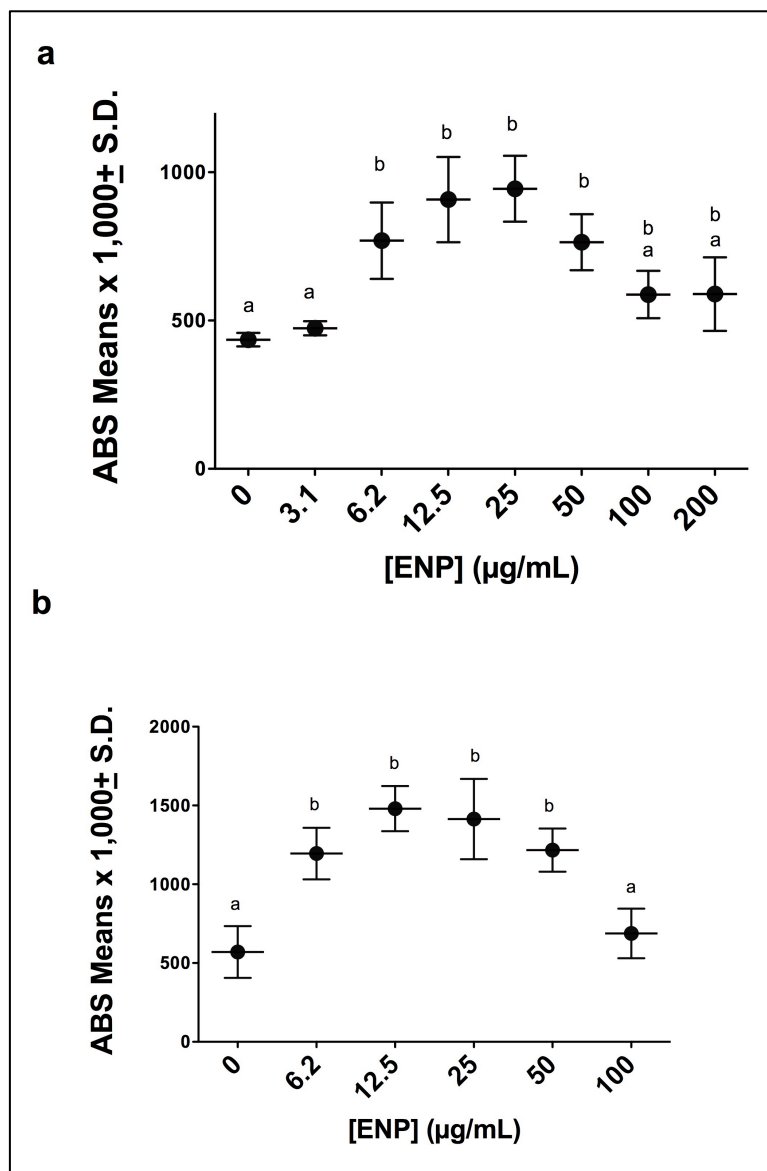 a
ABS Means x 1,000± S.D.
1000
500
0
a
a
b
b
b
b
b
a
b
a
0
3.1
6.2
12.5
25
50
100
200
[ENP] (µg/mL)
b
ABS Means x 1,000± S.D.
2000
1500
1000
500
0
a
b
b
b
b
a
0
6.2
12.5
25
50
100
[ENP] (µg/mL)